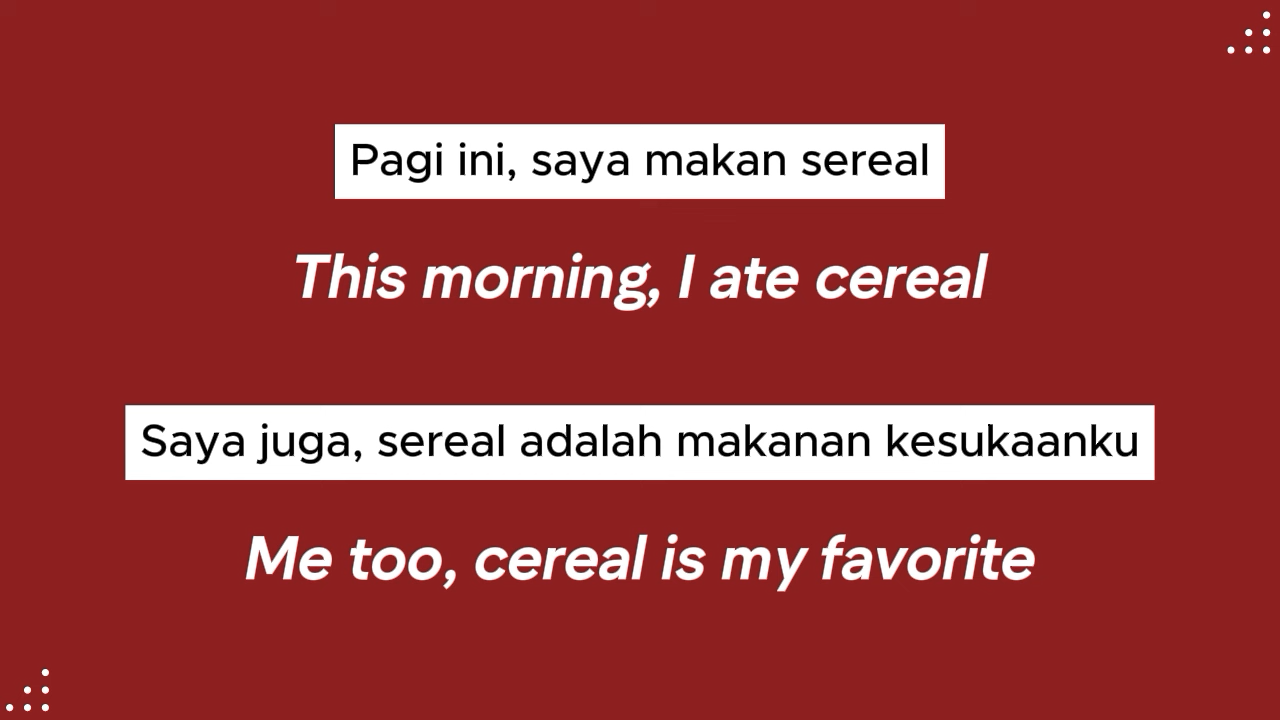 Pagi ini, saya makan sereal
This morning, I ate cereal
Saya juga, sereal adalah makanan kesukaanku
Me too, cereal is my favorite